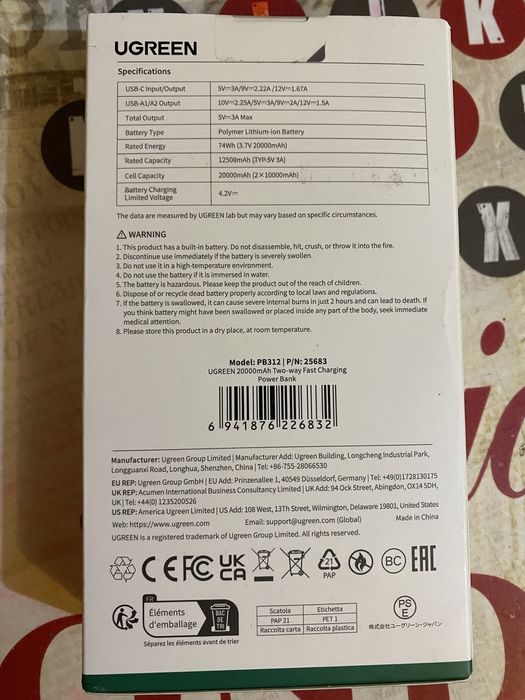 UGREEN
Specifications
USB-C Input/Output 5V⎓3A/9V⎓2.22A /12V⎓1.67A
USB-A1/A2 Output 10V⎓2.25A/5V⎓3A/9V⎓2A/12V⎓1.5A
Total Output 5V⎓3A Max
Battery Type Polymer Lithium-ion Battery
Rated Energy 74Wh (3.7V 20000mAh)
Rated Capacity 12500mAh (TYP·5V 3A)
Cell Capacity 20000mAh (2×10000mAh)
Battery Charging
Limited Voltage 4.2V⎓
The data are measured by UGREEN lab but may vary based on specific circumstances.
WARNING
1. This product has a built-in battery. Do not disassemble, hit, crush, or throw it into the fire.
2. Discontinue use immediately if the battery is severely swollen.
3. Do not use it in a high-temperature environment.
4. Do not use the battery if it is immersed in water.
5. The battery is hazardous. Please keep the product out of the reach of children.
6. Dispose of or recycle dead battery properly according to local laws and regulations.
7. If the battery is swallowed, it can cause severe internal burns in just 2 hours and can lead to death. If
you think battery might have been swallowed or placed inside any part of the body, seek immediate
medical attention.
8. Please store this product in a dry place, at room temperature.
Model: PB312 | P/N: 25683
UGREEN 20000mAh Two-way Fast Charging
Power Bank
6 941876 226832
Manufacturer: Ugreen Group Limited | Manufacturer Add: Ugreen Building, Longcheng Industrial Park,
Longguanxi Road, Longhua, Shenzhen, China | Tel: +86-755-28066530
EU REP: Ugreen Group GmbH | EU Add: Prinzenallee 1, 40549 Düsseldorf, Germany | Tel: +49(0)1728130175
UK REP: Acumen International Business Consultancy Limited | UK Add: 94 Ock Street, Abingdon, OX14 5DH,
UK | Tel: +44(0) 1235200526
US REP: America Ugreen Limited | US Add: 108 West, 13Th Street, Wilmington, Delaware 19801, United States
Web: https://www.ugreen.com Email: support@ugreen.com (Global) Made in China
UGREEN is a registered trademark of Ugreen Group Limited. All rights reserved.
CE FC UK CA 21 PAP BC EAC
FR
Éléments
d'emballage
BAC
DE
TRI
Séparez les éléments avant de trier
Scatola Etichetta
PAP 21 PET 1
Raccolta carta Raccolta plastica
PS
E
株式会社ユーグリーン・ジャパン